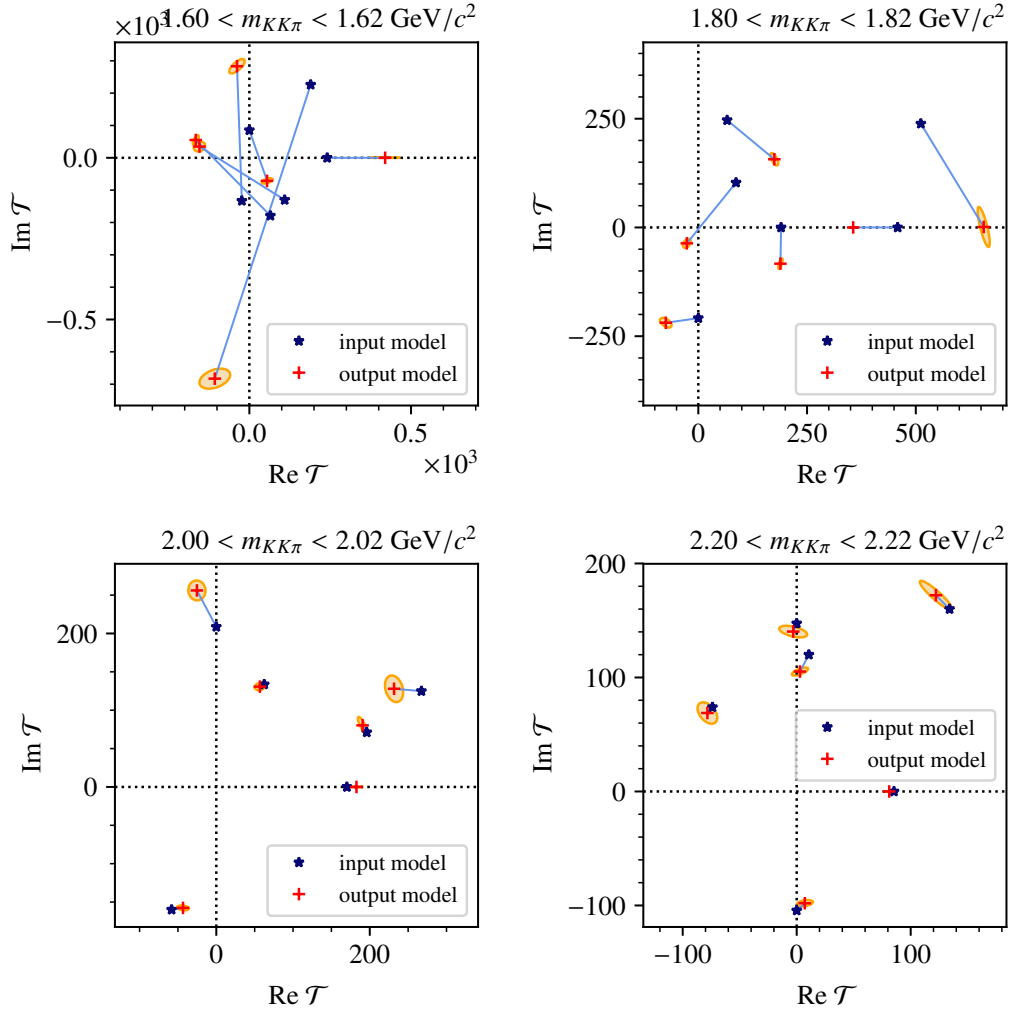 ×10³
1.60 < m_{KKπ} < 1.62 GeV/c²
0.0
−0.5
Im 𝒯
input model
output model
0.0
0.5
×10³
Re 𝒯
1.80 < m_{KKπ} < 1.82 GeV/c²
250
0
−250
Im 𝒯
input model
output model
0
250
500
Re 𝒯
2.00 < m_{KKπ} < 2.02 GeV/c²
200
0
Im 𝒯
input model
output model
0
200
Re 𝒯
2.20 < m_{KKπ} < 2.22 GeV/c²
200
100
0
−100
Im 𝒯
input model
output model
−100
0
100
Re 𝒯